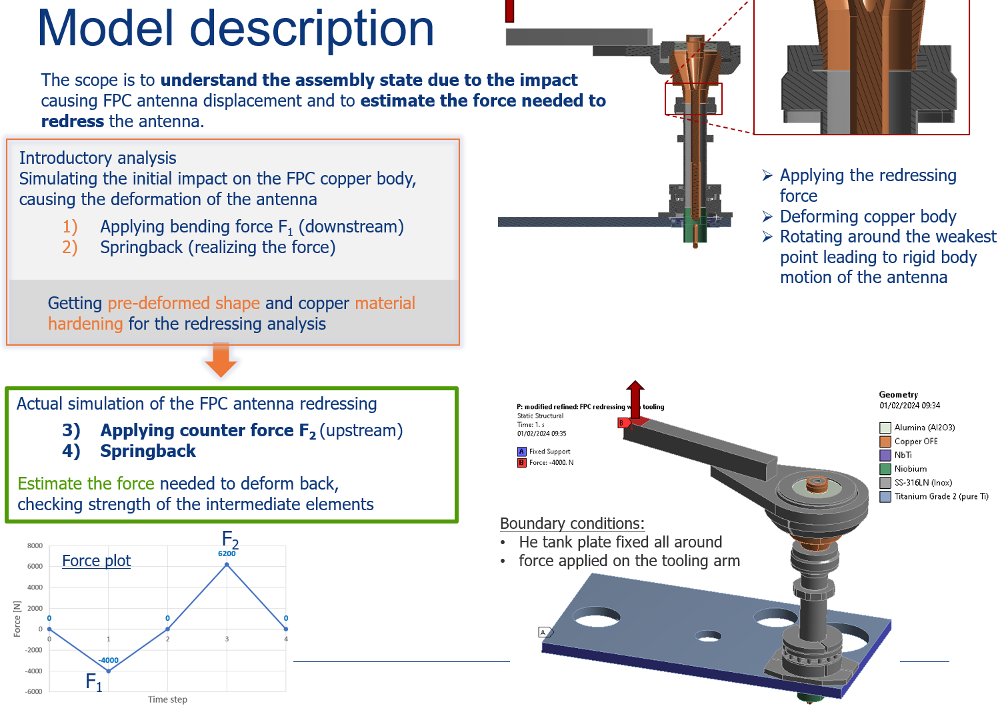 Model description
The scope is to understand the assembly state due to the impact
causing FPC antenna displacement and to estimate the force needed to
redress the antenna.
Introductory analysis
Simulating the initial impact on the FPC copper body,
causing the deformation of the antenna
1) Applying bending force F1 (downstream)
2) Springback (realizing the force)
Getting pre-deformed shape and copper material
hardening for the redressing analysis
Actual simulation of the FPC antenna redressing
3) Applying counter force F2 (upstream)
4) Springback
Estimate the force needed to deform back,
checking strength of the intermediate elements
Force plot
F2
6200
8000
6000
4000
2000
0
-2000
-4000
-6000
Force [N]
0
0
0
-4000
F1
0
1
2
3
4
Time step
➢ Applying the redressing
force
➢ Deforming copper body
➢ Rotating around the weakest
point leading to rigid body
motion of the antenna
P: modified refined: FPC redressing w tooling
Static Structural
Time: 1. s
01/02/2024 09:35
A Fixed Support
B Force: -4000. N
B
Geometry
01/02/2024 09:34
Alumina (Al2O3)
Copper OFE
NbTi
Niobium
SS-316LN (Inox)
Titanium Grade 2 (pure Ti)
Boundary conditions:
• He tank plate fixed all around
• force applied on the tooling arm
A